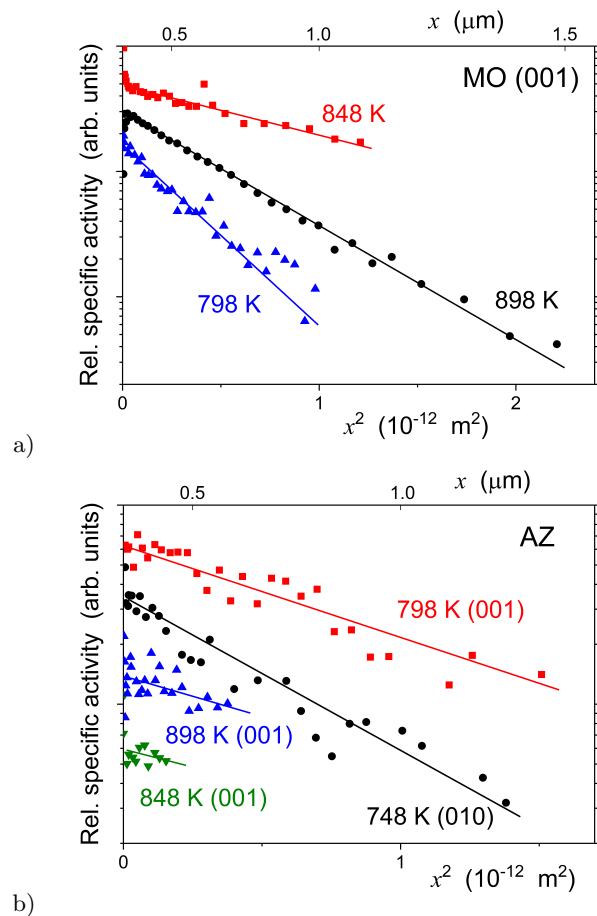 x (μm)
0.5 1.0 1.5
MO (001)
848 K
898 K
798 K
Rel. specific activity (arb. units)
0 1 2
x² (10⁻¹² m²)
a)
x (μm)
0.5 1.0
AZ
798 K (001)
898 K (001)
848 K (001)
748 K (010)
Rel. specific activity (arb. units)
0 1
x² (10⁻¹² m²)
b)